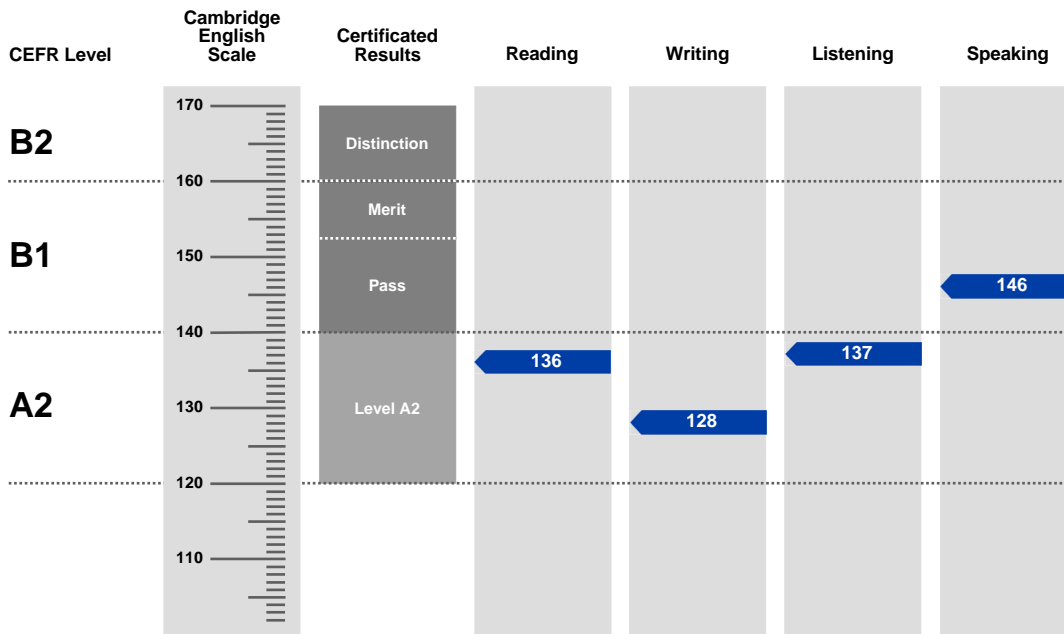 CEFR Level
Cambridge
English
Scale
Certificated
Results
Reading
Writing
Listening
Speaking
170
B2
Distinction
160
Merit
B1
150
Pass
146
140
136
137
A2
130
Level A2
128
120
110